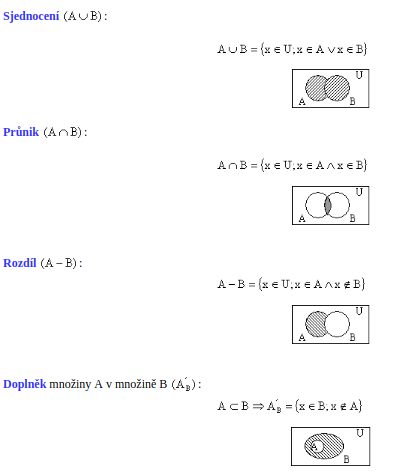 Sjednocení (A ∪ B) :
A ∪ B = {x ∈ U; x ∈ A ∨ x ∈ B}
U
A B
Průnik (A ∩ B) :
A ∩ B = {x ∈ U; x ∈ A ∧ x ∈ B}
U
A B
Rozdíl (A − B) :
A − B = {x ∈ U; x ∈ A ∧ x ∉ B}
U
A B
Doplněk množiny A v množině B (A´B) :
A ⊂ B ⇒ A´B = {x ∈ B; x ∉ A}
U
A
B